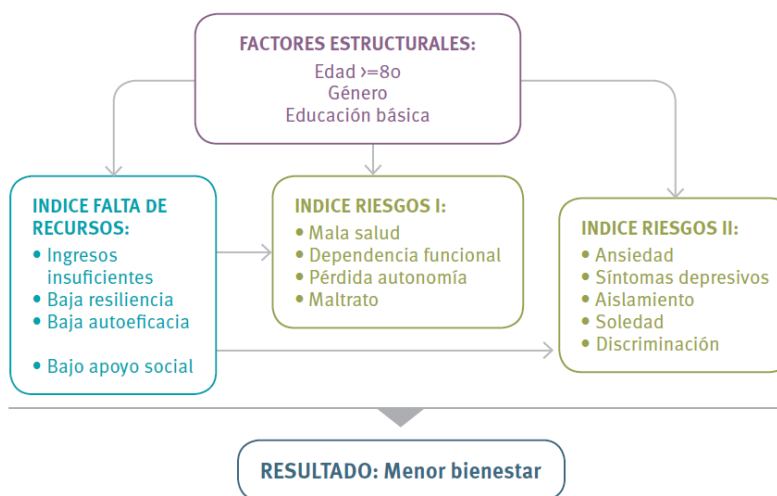 FACTORES ESTRUCTURALES:
Edad >=80
Género
Educación básica
INDICE FALTA DE
RECURSOS:
• Ingresos
insuficientes
• Baja resiliencia
• Baja autoeficacia
• Bajo apoyo social
INDICE RIESGOS I:
• Mala salud
• Dependencia funcional
• Pérdida autonomía
• Maltrato
INDICE RIESGOS II:
• Ansiedad
• Síntomas depresivos
• Aislamiento
• Soledad
• Discriminación
RESULTADO: Menor bienestar